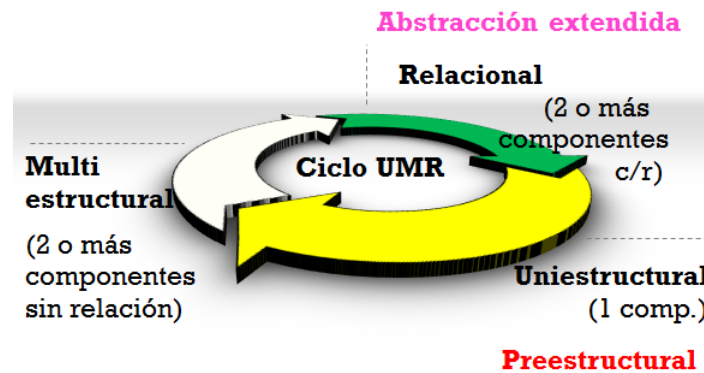 Abstracción extendida
Relacional
(2 o más
componentes
c/r)
Ciclo UMR
Multi
estructural
(2 o más
componentes
sin relación)
Uniestructural
(1 comp.)
Preestructural